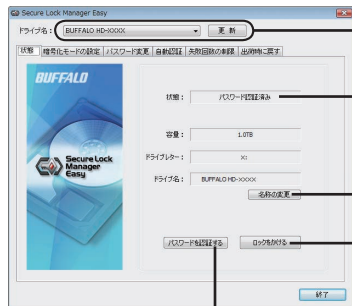 Secure Lock Manager Easy
ドライブ名： BUFFALO HD-XXXX 更 新
状態 暗号化モードの設定 パスワード変更 自動認証 失敗回数の制限 出荷時に戻す
BUFFALO
状態： パスワード認証済み
容量： 1.0TB
ドライブレター： X:
ドライブ名： BUFFALO HD-XXXX
名称の変更
Secure Lock
Manager
Easy
パスワードを認証する ロックをかける
終了